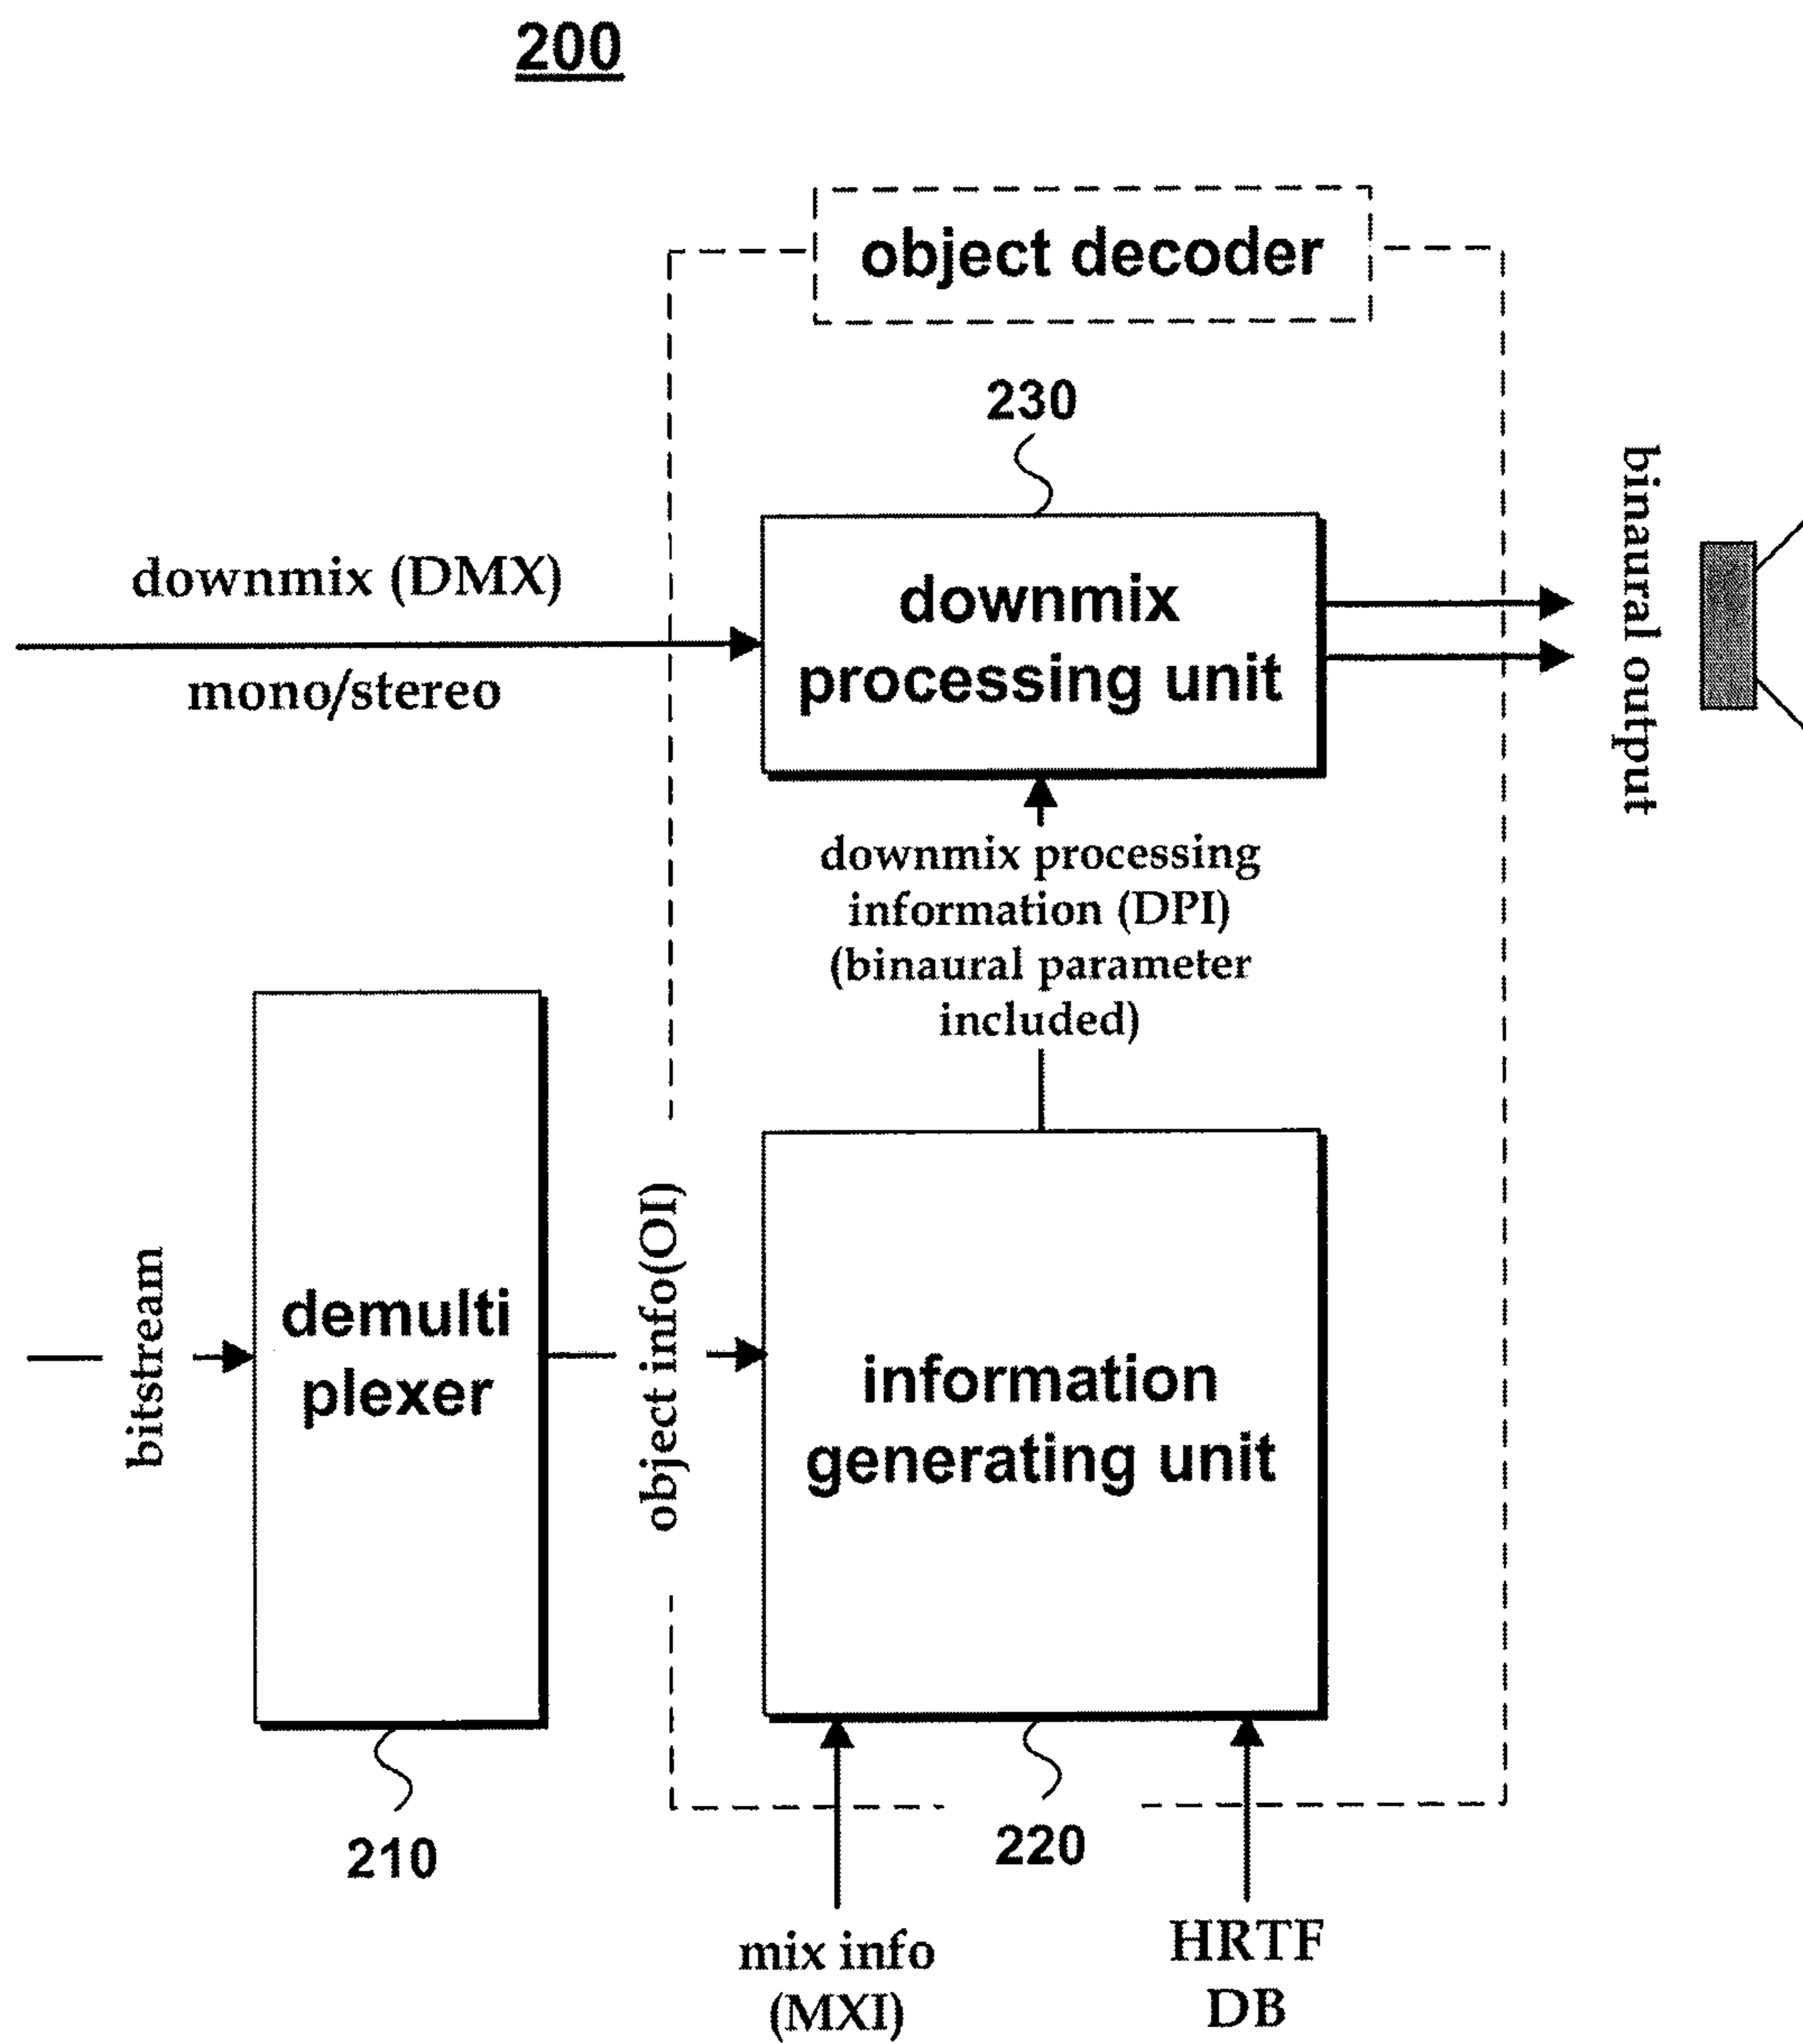 200
object decoder
230
downmix (DMX)
mono/stereo
downmix
processing unit
binaural output
downmix processing
information (DPI)
(binaural parameter
included)
bitstream
demulti
plexer
object info(OI)
information
generating unit
210
220
mix info
(MXI)
HRTF
DB